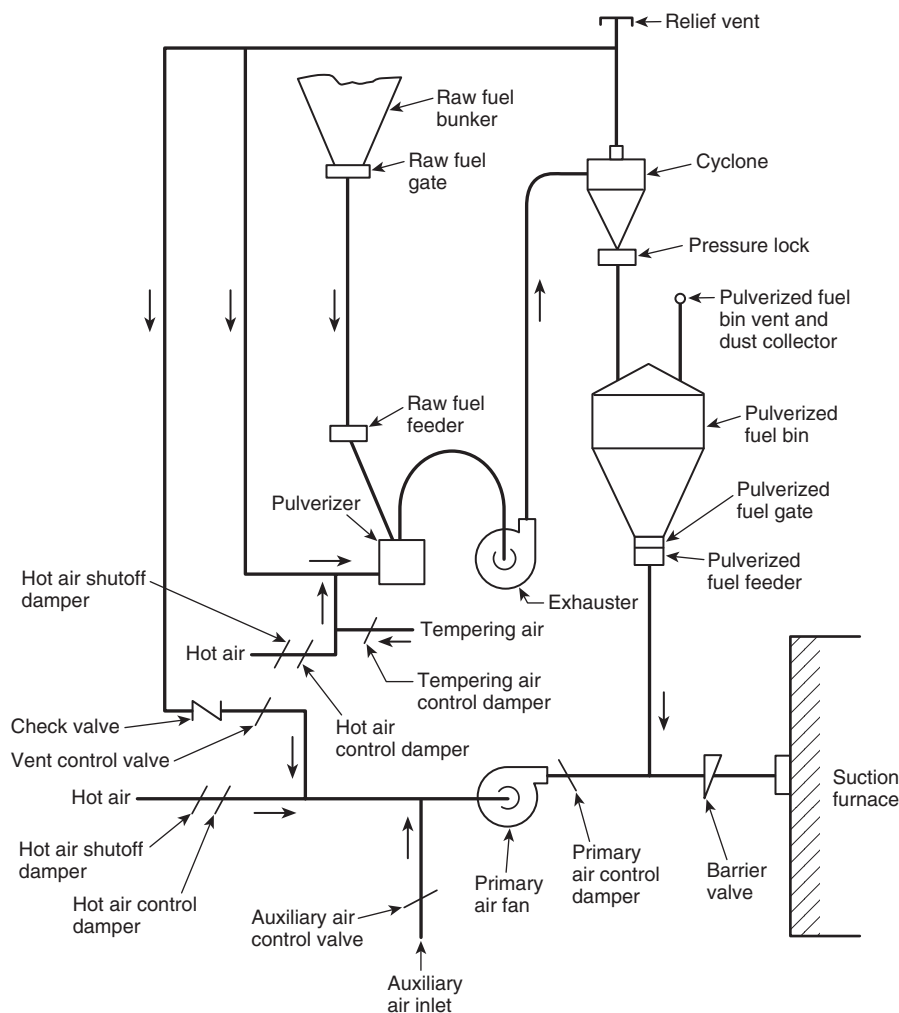 Relief vent
Raw fuel
bunker
Raw fuel
gate
Cyclone
Pressure lock
Pulverized fuel
bin vent and
dust collector
Raw fuel
feeder
Pulverized
fuel bin
Pulverizer
Pulverized
fuel gate
Pulverized
fuel feeder
Hot air shutoff
damper
Exhauster
Tempering air
Hot air
Tempering air
control damper
Check valve
Hot air
control damper
Vent control valve
Hot air
Suction
furnace
Hot air shutoff
damper
Primary
air fan
Primary
air control
damper
Barrier
valve
Hot air control
damper
Auxiliary air
control valve
Auxiliary
air inlet